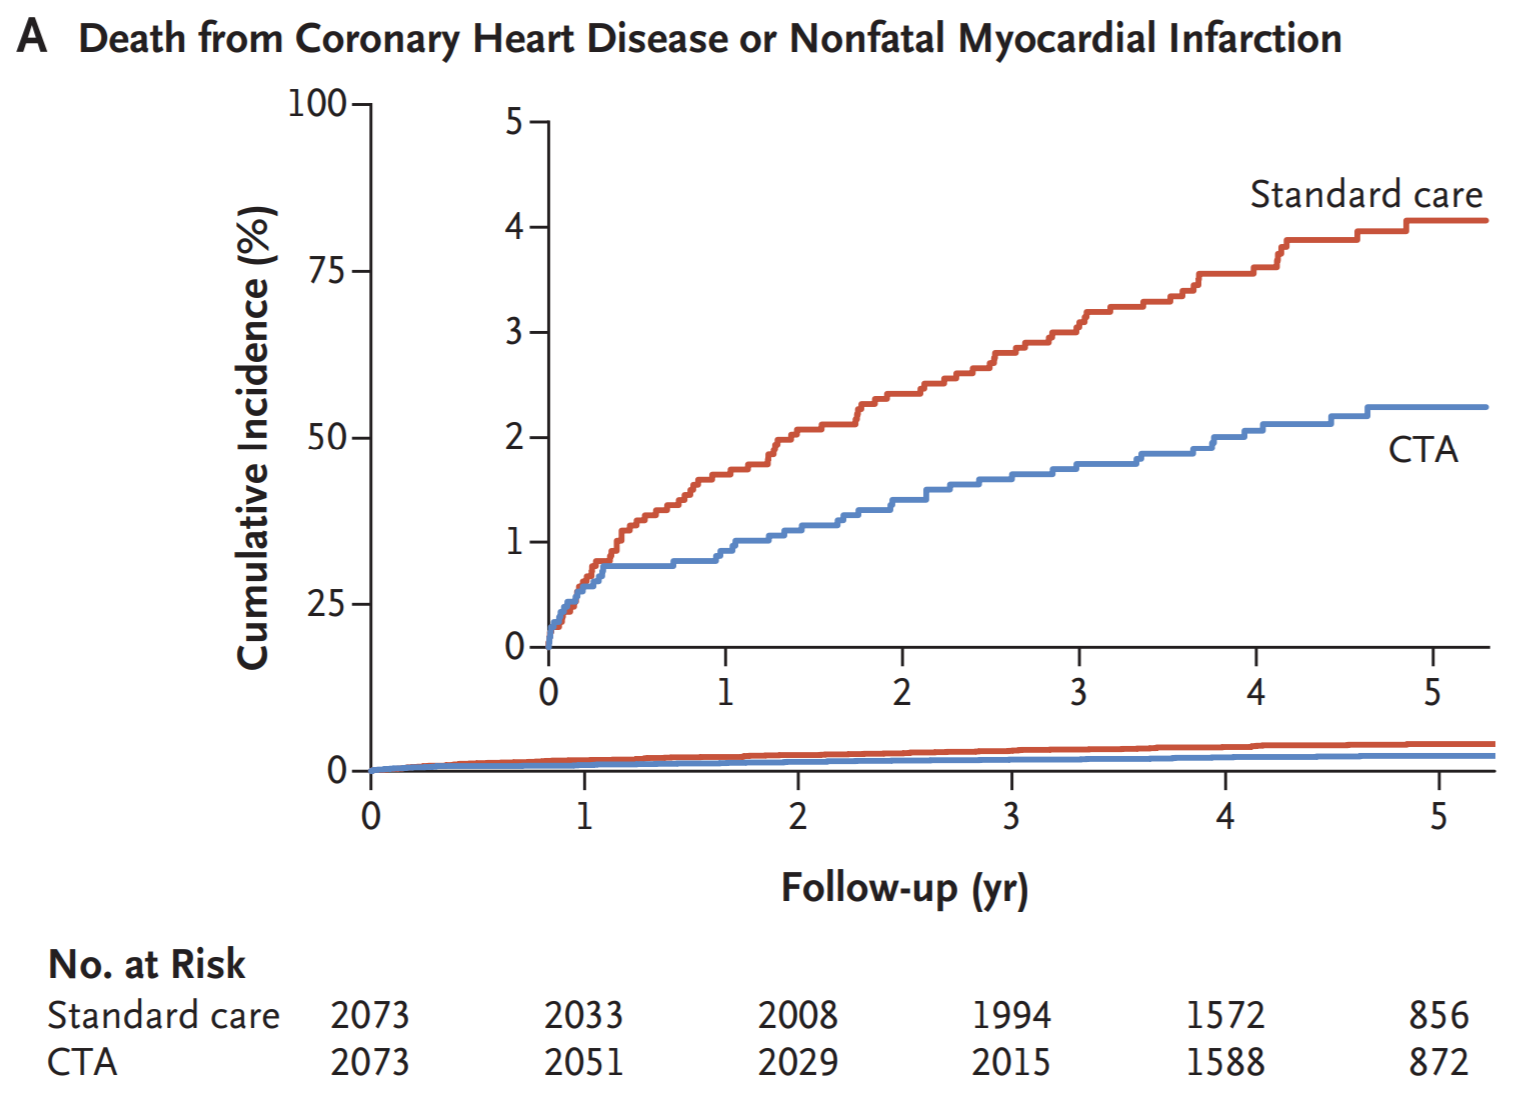 A Death from Coronary Heart Disease or Nonfatal Myocardial Infarction
Cumulative Incidence (%)
100
75
50
25
0
5
4
3
2
1
0
0 1 2 3 4 5
Standard care
CTA
0 1 2 3 4 5
Follow-up (yr)
No. at Risk
Standard care 2073 2033 2008 1994 1572 856
CTA 2073 2051 2029 2015 1588 872